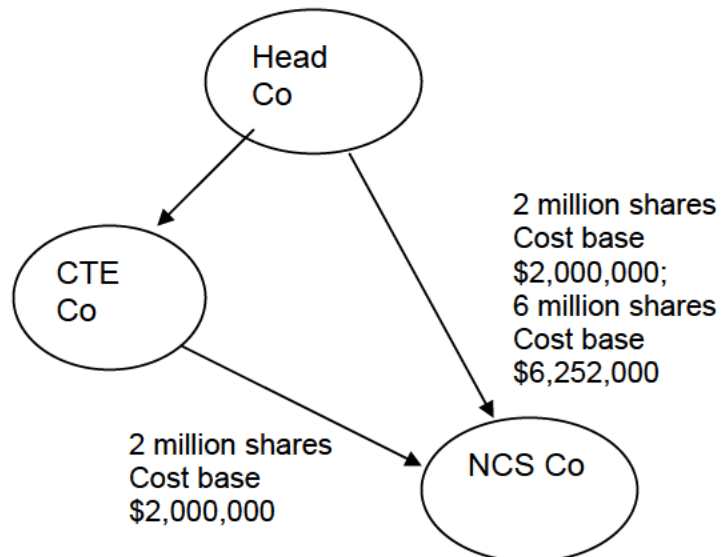 Head
Co
2 million shares
Cost base
$2,000,000;
6 million shares
Cost base
$6,252,000
CTE
Co
2 million shares
Cost base
$2,000,000
NCS Co